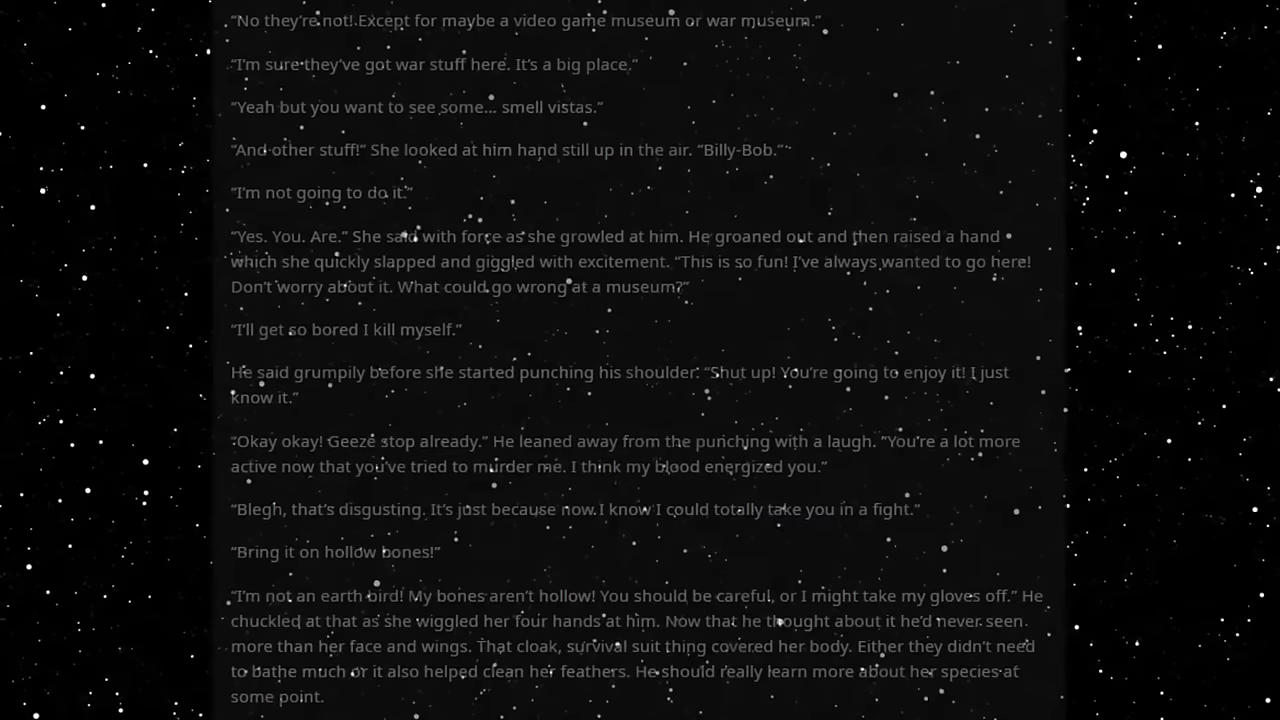 “No they’re not! Except for maybe a video game museum or war museum.”
“I’m sure they’ve got war stuff here. It’s a big place.”
“Yeah but you want to see some... smell vistas.”
“And other stuff!” She looked at him hand still up in the air. “Billy-Bob.”
“I’m not going to do it.”
“Yes. You. Are.” She said with force as she growled at him. He groaned out and then raised a hand
which she quickly slapped and giggled with excitement. “This is so fun! I’ve always wanted to go here!
Don’t worry about it. What could go wrong at a museum?”
“I’ll get so bored I kill myself.”
He said grumpily before she started punching his shoulder. “Shut up! You’re going to enjoy it! I just
know it.”
“Okay okay! Geeze stop already.” He leaned away from the punching with a laugh. “You’re a lot more
active now that you’ve tried to murder me. I think my blood energized you.”
“Blegh, that’s disgusting. It’s just because now I know I could totally take you in a fight.”
“Bring it on hollow bones!”
“I’m not an earth bird! My bones aren’t hollow! You should be careful, or I might take my gloves off.” He
chuckled at that as she wiggled her four hands at him. Now that he thought about it he’d never seen
more than her face and wings. That cloak, survival suit thing covered her body. Either they didn’t need
to bathe much or it also helped clean her feathers. He should really learn more about her species at
some point.